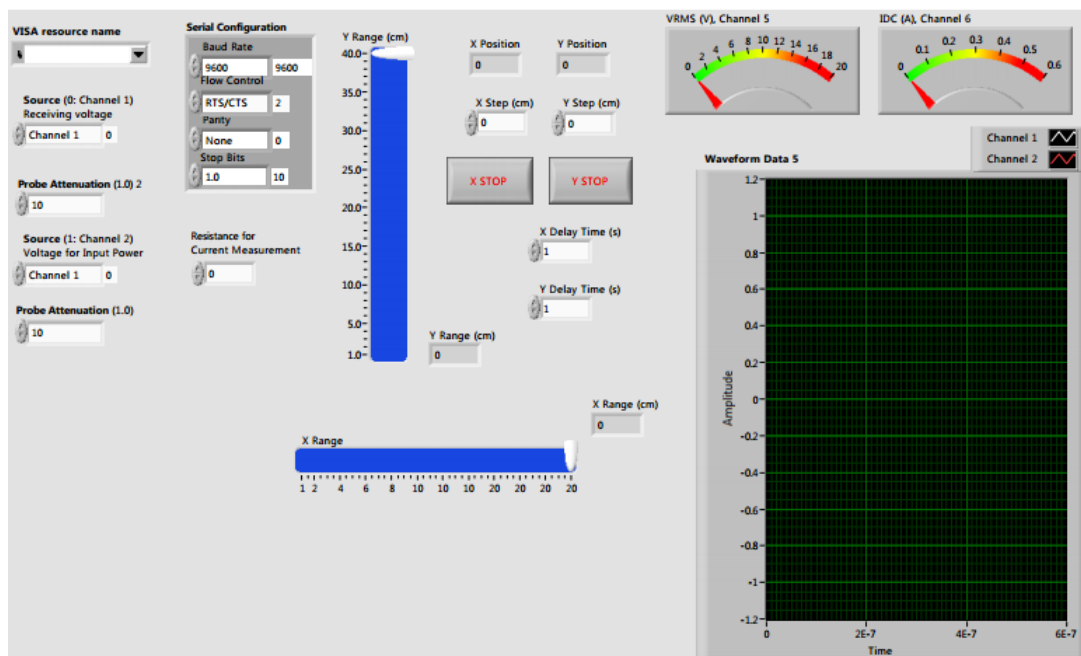 VISA resource name
Serial Configuration
Baud Rate
9600 9600
Flow Control
RTS/CTS 2
Parity
None 0
Stop Bits
1.0 10
Source (0: Channel 1)
Receiving voltage
Channel 1 0
Probe Attenuation (1.0) 2
10
Source (1: Channel 2)
Voltage for Input Power
Channel 1 0
Probe Attenuation (1.0)
10
Resistance for
Current Measurement
0
Y Range (cm)
40.0
35.0
30.0
25.0
20.0
15.0
10.0
5.0
1.0
X Position
0
Y Position
0
X Step (cm)
0
Y Step (cm)
0
X STOP
Y STOP
X Delay Time (s)
1
Y Delay Time (s)
1
Y Range (cm)
0
X Range (cm)
0
X Range
1 2 4 6 8 10 10 10 20 20 20 20
VRMS (V), Channel 5
0 2 4 6 8 10 12 14 16 18 20
IDC (A), Channel 6
0 0.1 0.2 0.3 0.4 0.5 0.6
Channel 1
Channel 2
Waveform Data 5
Amplitude
1.2
1
0.8
0.6
0.4
0.2
0
-0.2
-0.4
-0.6
-0.8
-1
-1.2
0 2E-7 4E-7 6E-7
Time